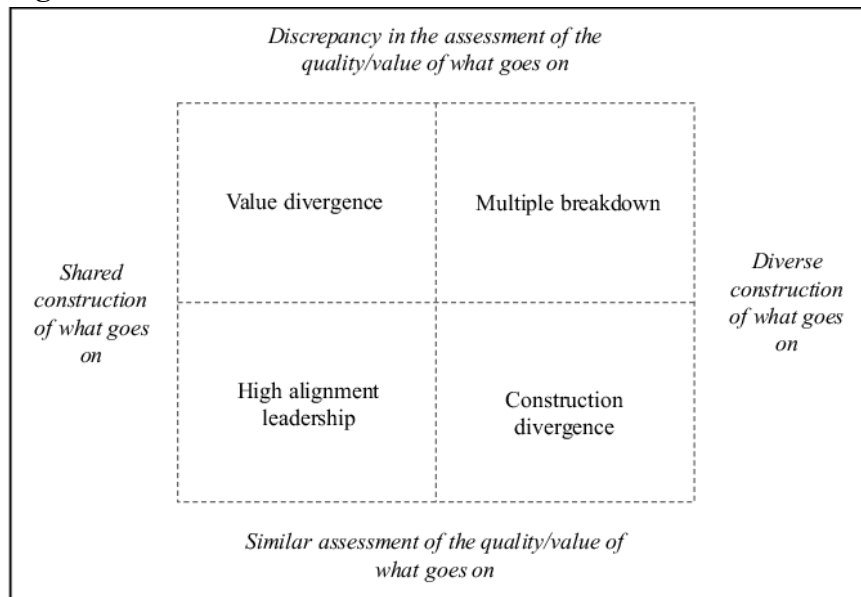 Discrepancy in the assessment of the
quality/value of what goes on
Value divergence
Multiple breakdown
Shared
construction
of what goes
on
Diverse
construction
of what goes
on
High alignment
leadership
Construction
divergence
Similar assessment of the quality/value of
what goes on